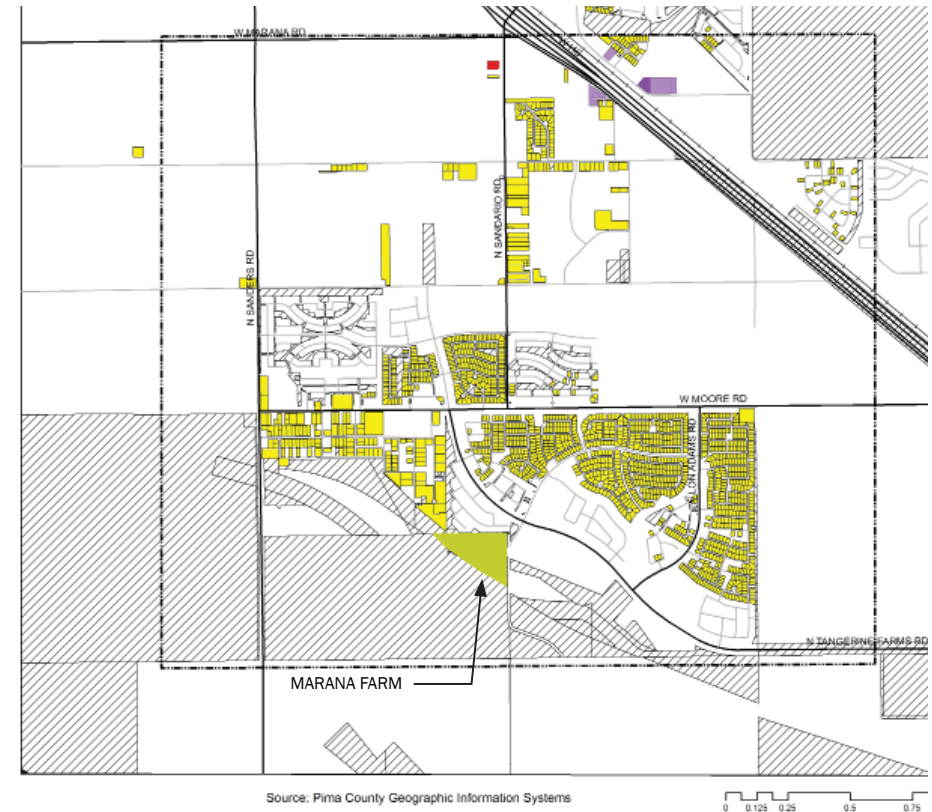 W MARANA RD
N SANDARIO RD
N SANDERS RD
W MOORE RD
N TANGERINE FARMS RD
MARANA FARM
Source: Pima County Geographic Information Systems
0 0.125 0.25 0.5 0.75